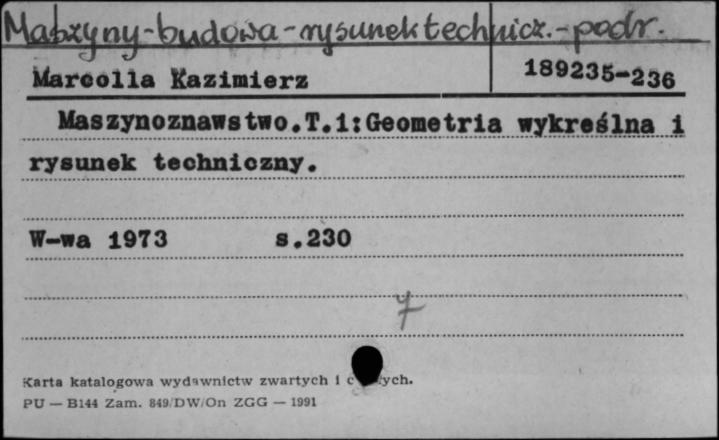 Maszyny-budowa-rysunek technicz.-podr.
Marcolla Kazimierz 189235-236
Maszynoznawstwo.T.1:Geometria wykreślna i
rysunek techniczny.
W-wa 1973 s.230
7
Karta katalogowa wydawnictw zwartych i
PU — B144 Zam. 849/DW/On ZGG — 1991